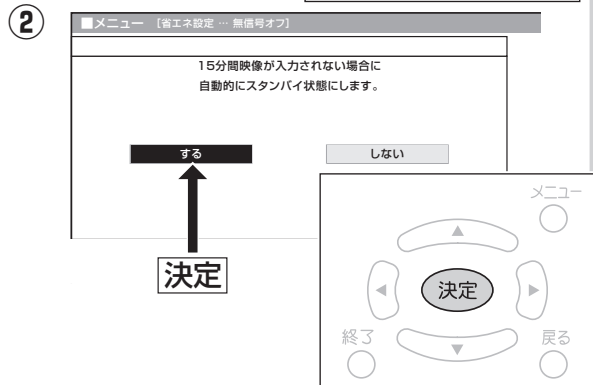 ②
■メニュー [省エネ設定 … 無信号オフ]
15分間映像が入力されない場合に
自動的にスタンバイ状態にします。
する
しない
決定
メニュー
▲
◀
決定
▶
終了
▼
戻る